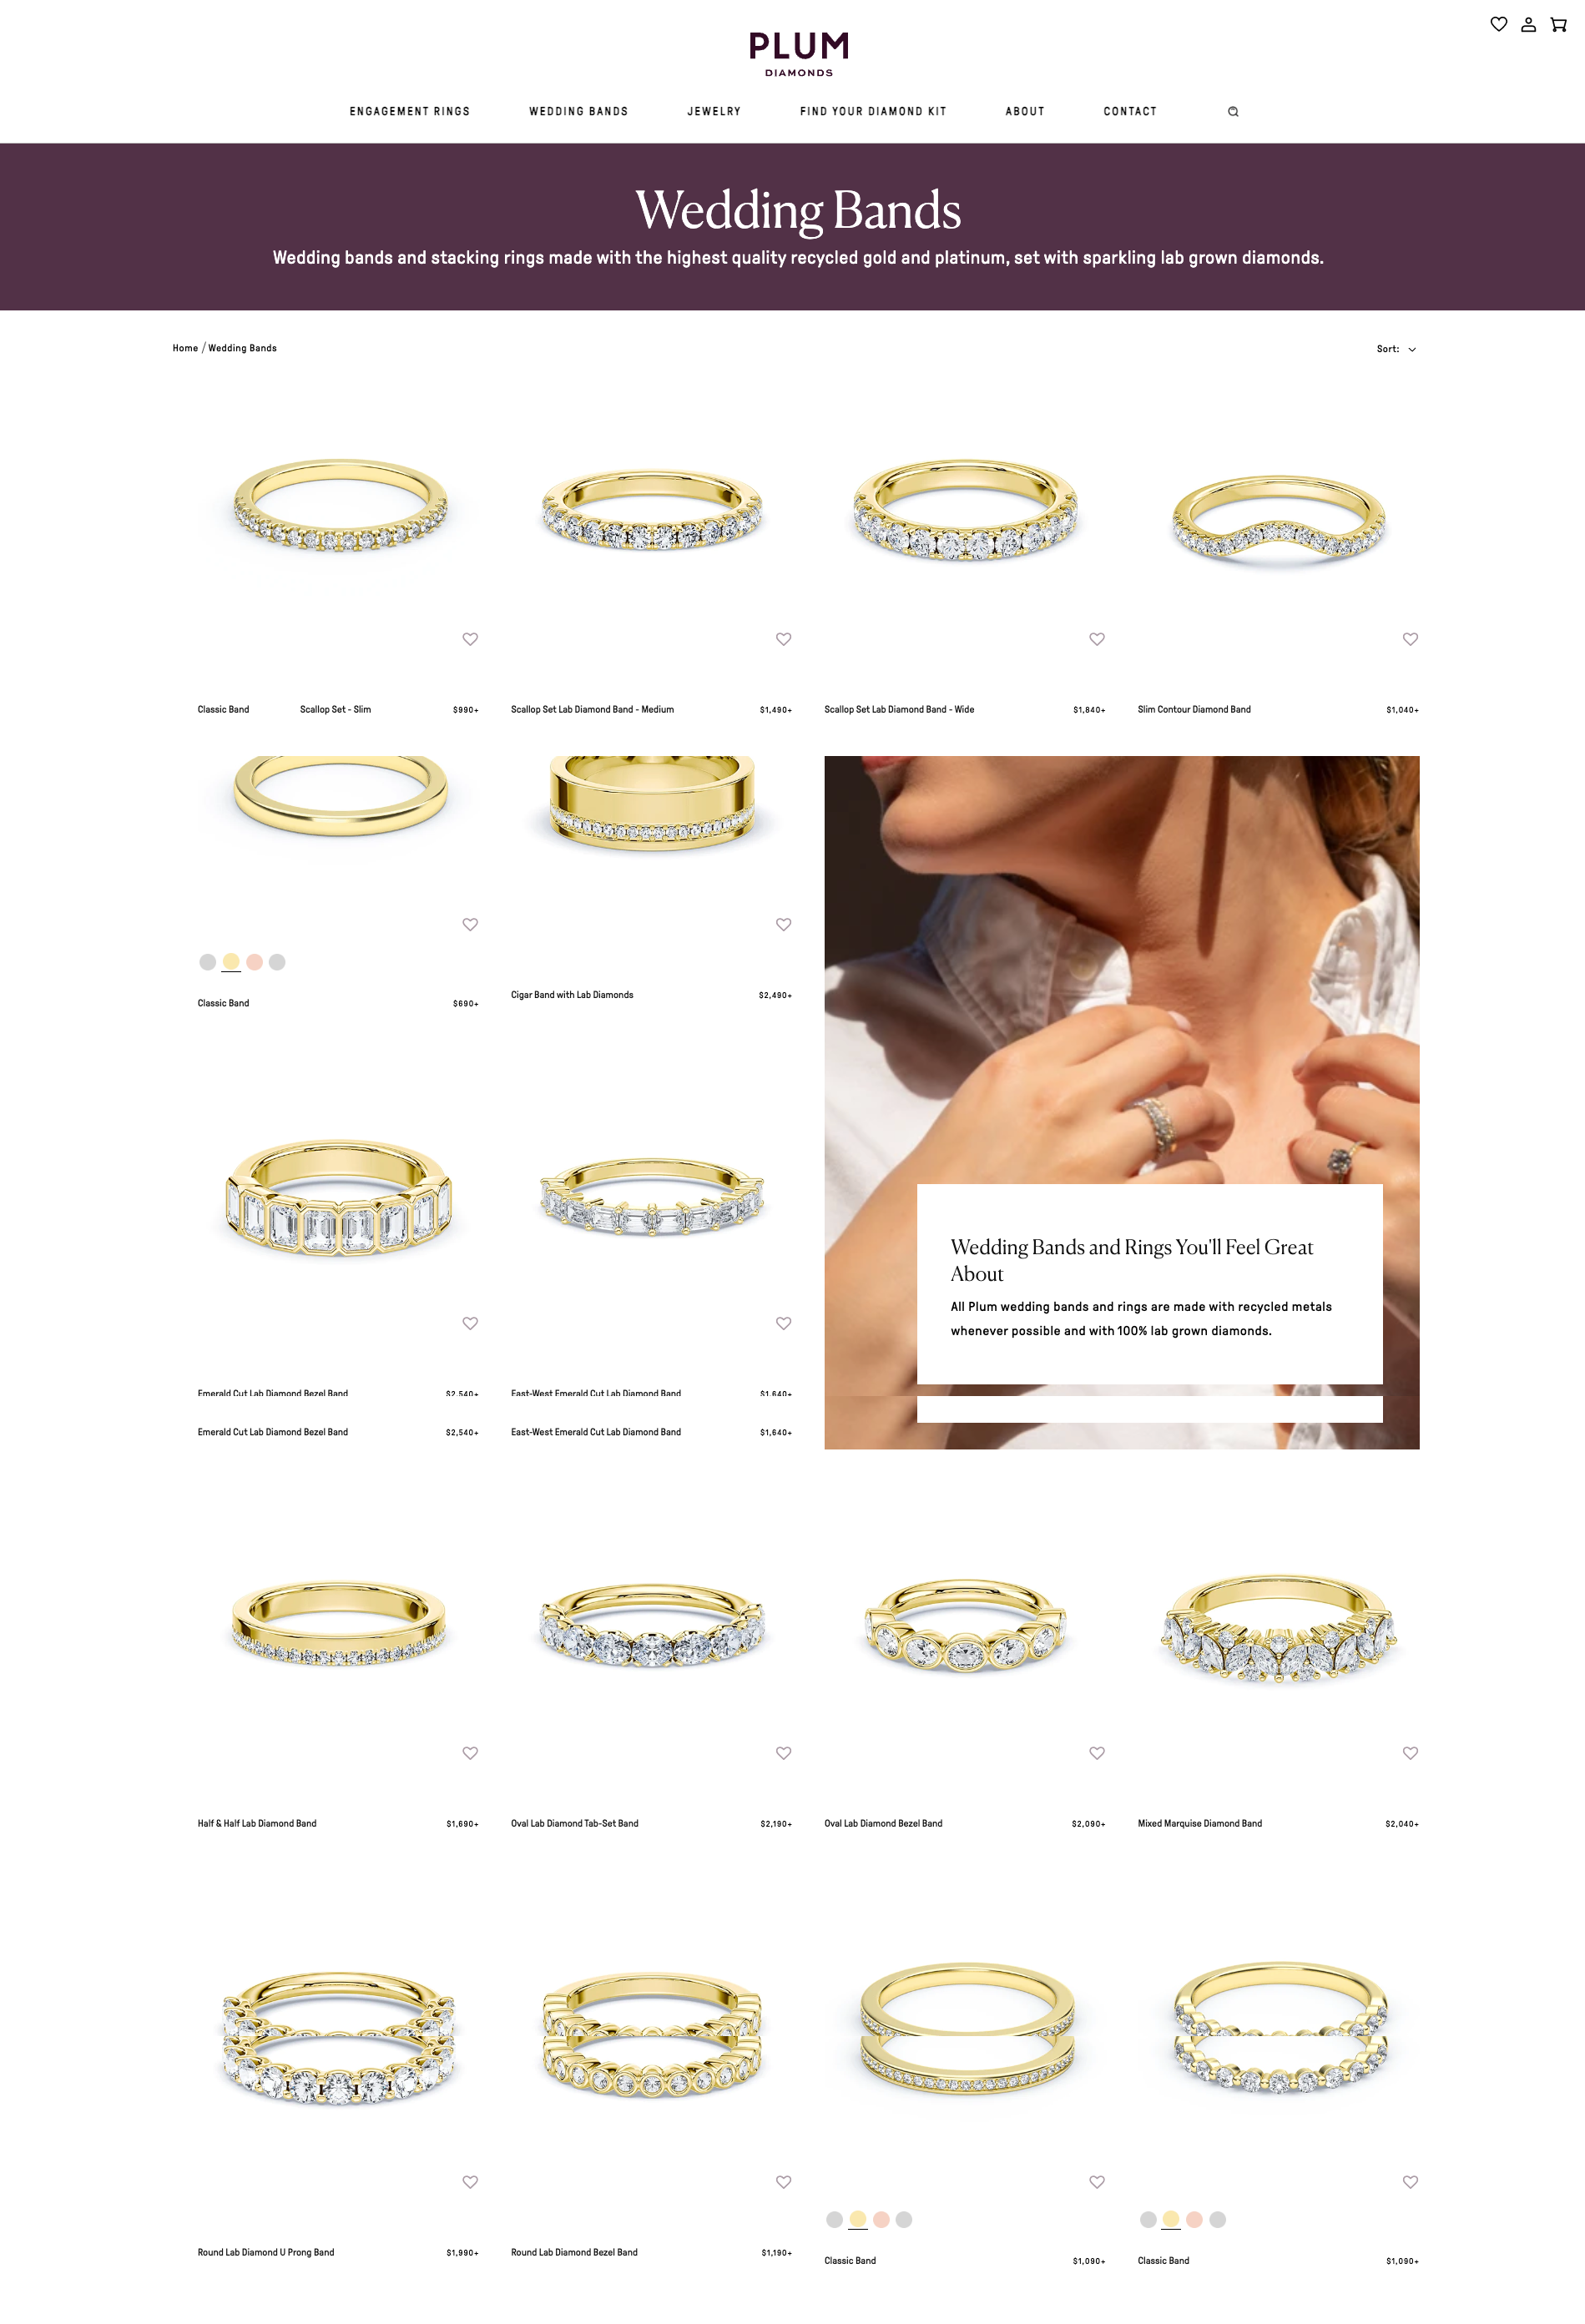 PLUM
DIAMONDS
ENGAGEMENT RINGS WEDDING BANDS JEWELRY FIND YOUR DIAMOND KIT ABOUT CONTACT
Wedding Bands
Wedding bands and stacking rings made with the highest quality recycled gold and platinum, set with sparkling lab grown diamonds.
Home / Wedding Bands Sort:
Classic Band Scallop Set - Slim $990+ Scallop Set Lab Diamond Band - Medium $1,490+ Scallop Set Lab Diamond Band - Wide $1,840+ Slim Contour Diamond Band $1,040+
Classic Band $690+ Cigar Band with Lab Diamonds $2,490+
Wedding Bands and Rings You'll Feel Great
About
All Plum wedding bands and rings are made with recycled metals
whenever possible and with 100% lab grown diamonds.
Emerald Cut Lab Diamond Bezel Band $2,540+ East-West Emerald Cut Lab Diamond Band $1,640+
Emerald Cut Lab Diamond Bezel Band $2,540+ East-West Emerald Cut Lab Diamond Band $1,640+
Half & Half Lab Diamond Band $1,690+ Oval Lab Diamond Tab-Set Band $2,190+ Oval Lab Diamond Bezel Band $2,090+ Mixed Marquise Diamond Band $2,040+
Round Lab Diamond U Prong Band $1,990+ Round Lab Diamond Bezel Band $1,190+ Classic Band $1,090+ Classic Band $1,090+